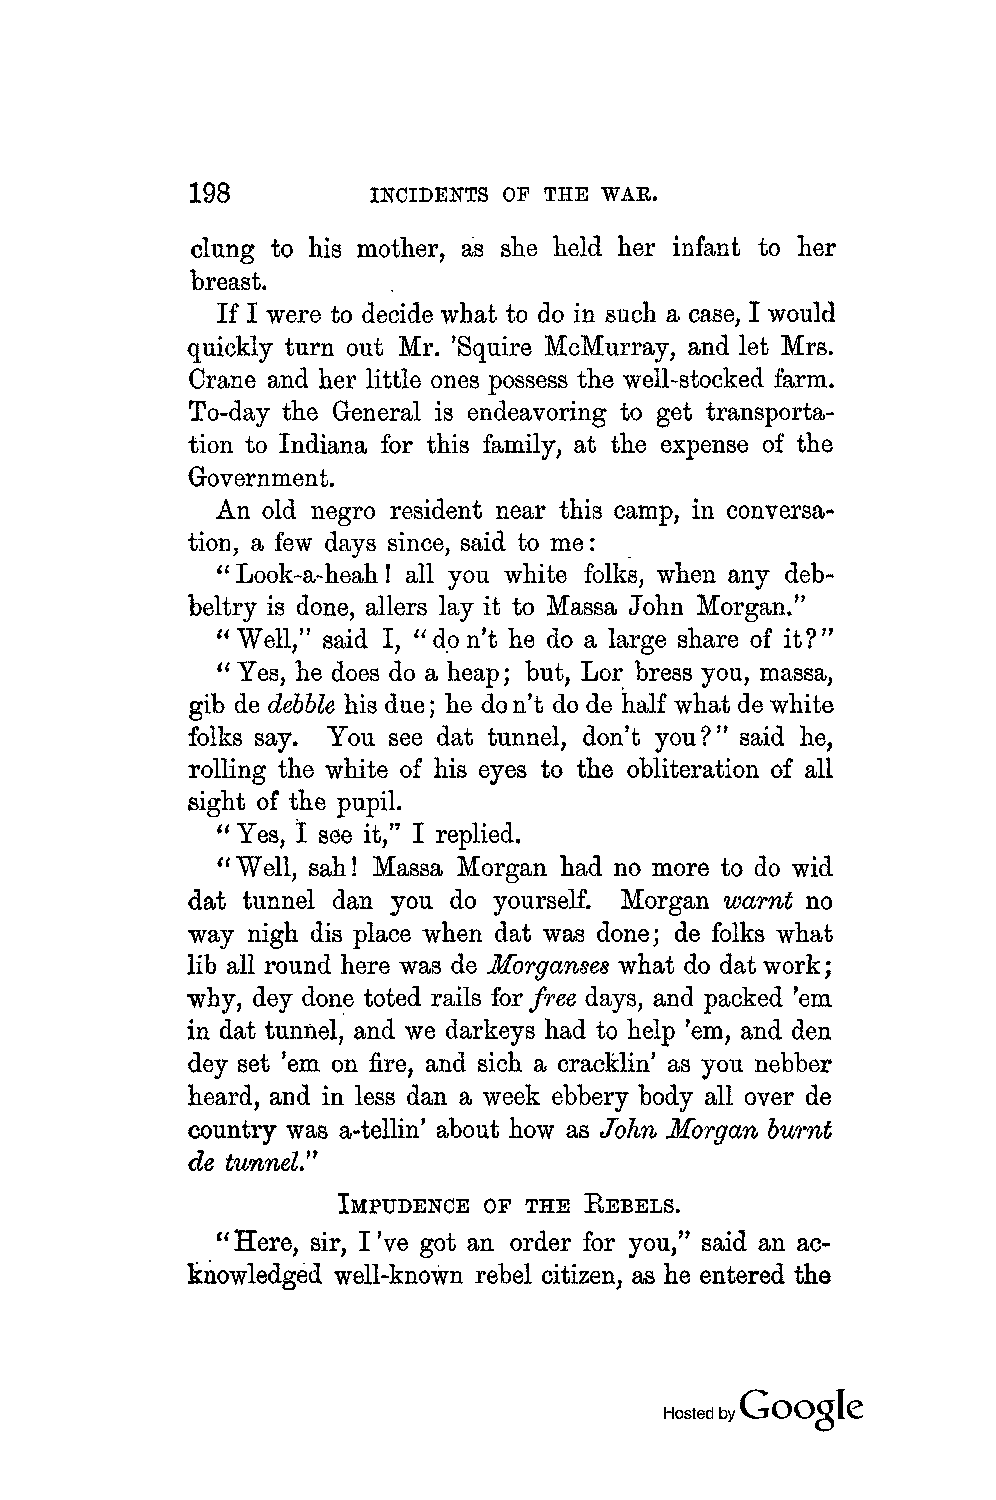 198 INCIDENTS OF THE WAR.
clung to his mother, as she held her infant to her
breast.
If I were to decide what to do in such a case, I would
quickly turn out Mr. 'Squire McMurray, and let Mrs.
Crane and her little ones possess the well-stocked farm.
To-day the General is endeavoring to get transporta-
tion to Indiana for this family, at the expense of the
Government.
An old negro resident near this camp, in conversa-
tion, a few days since, said to me:
"Look-a-heah! all you white folks, when any deb-
beltry is done, allers lay it to Massa John Morgan."
"Well," said I, "don't he do a large share of it?"
"Yes, he does do a heap; but, Lor bress you, massa,
gib de debble his due; he don't do de half what de white
folks say. You see dat tunnel, don't you?" said he,
rolling the white of his eyes to the obliteration of all
sight of the pupil.
"Yes, I see it," I replied.
"Well, sah! Massa Morgan had no more to do wid
dat tunnel dan you do yourself. Morgan warnt no
way nigh dis place when dat was done; de folks what
lib all round here was de Morganses what do dat work;
why, dey done toted rails for free days, and packed 'em
in dat tunnel, and we darkeys had to help 'em, and den
dey set 'em on fire, and sich a cracklin' as you nebber
heard, and in less dan a week ebbery body all over de
country was a-tellin' about how as John Morgan burnt
de tunnel."
IMPUDENCE OF THE REBELS.
"Here, sir, I've got an order for you," said an ac-
knowledged well-known rebel citizen, as he entered the
Hosted by Google